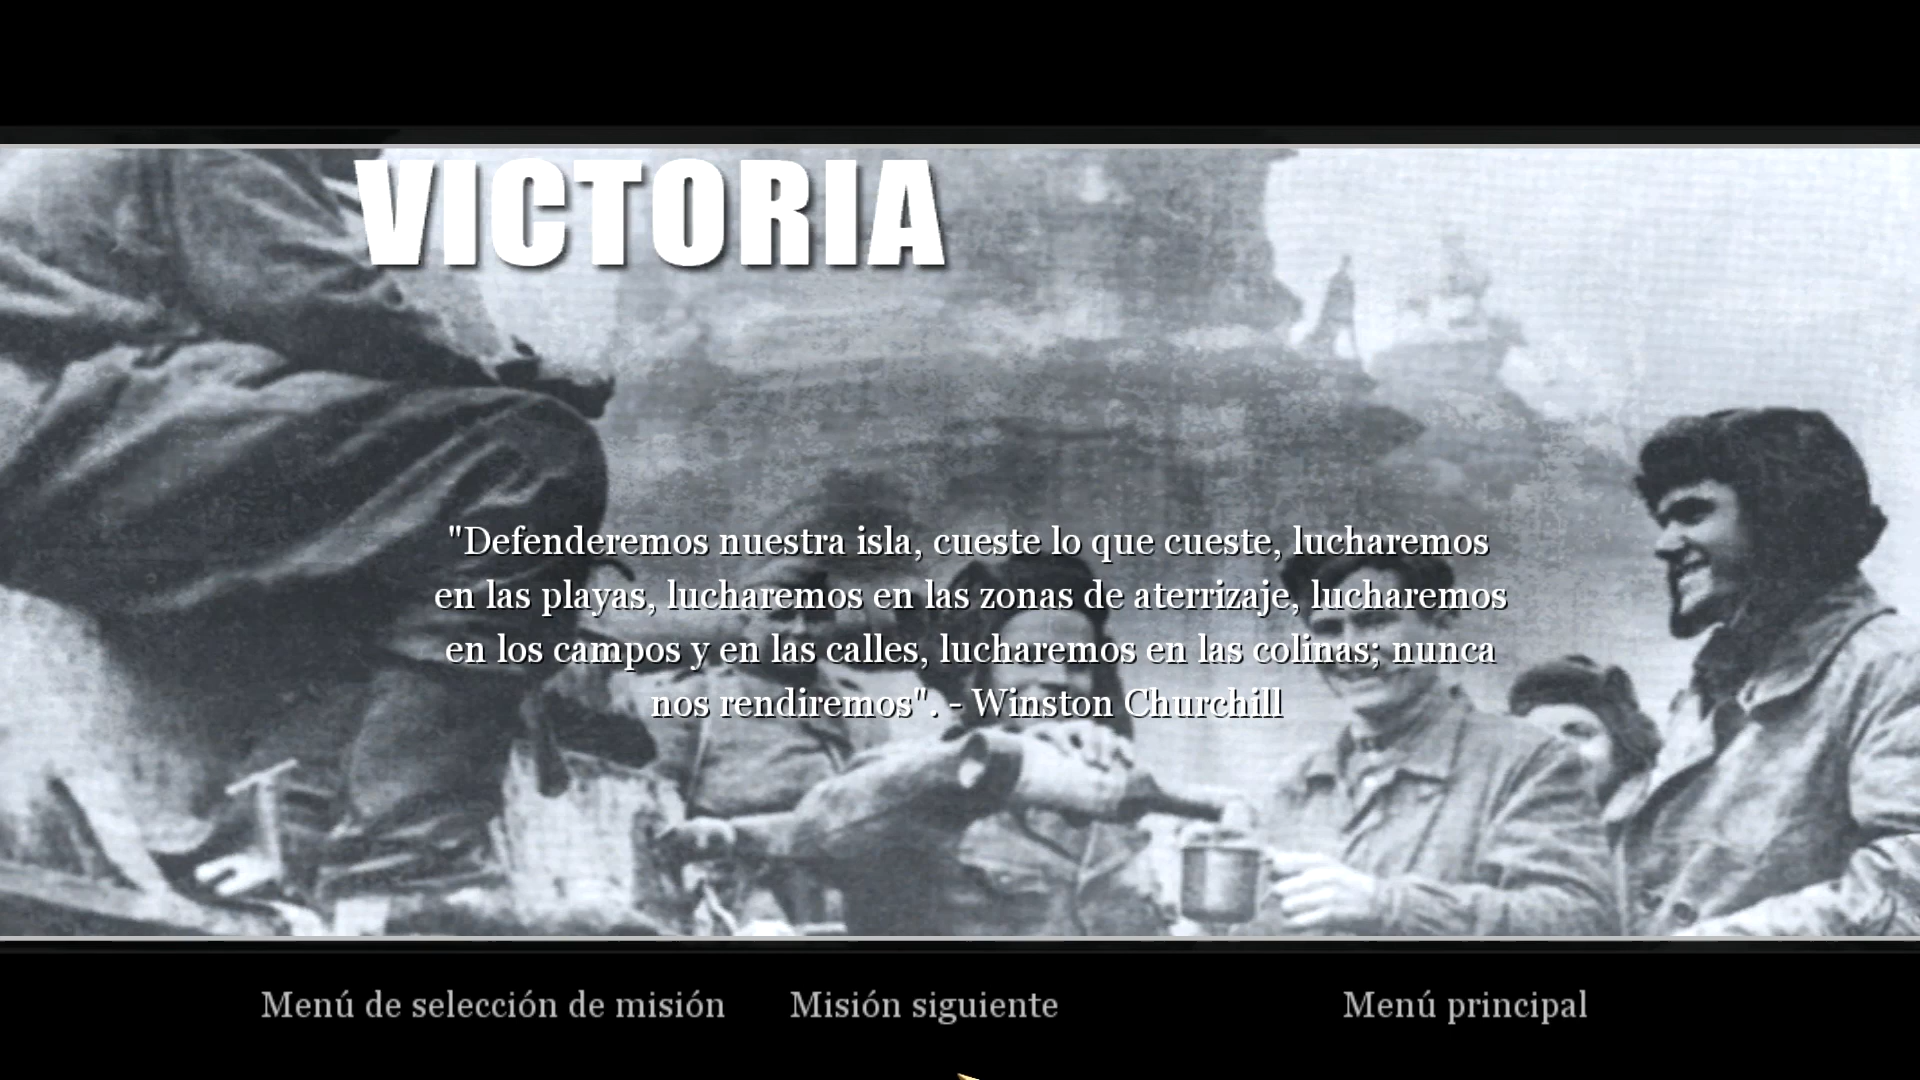 VICTORIA
"Defenderemos nuestra isla, cueste lo que cueste, lucharemos
en las playas, lucharemos en las zonas de aterrizaje, lucharemos
en los campos y en las calles, lucharemos en las colinas; nunca
nos rendiremos". - Winston Churchill
Menú de selección de misión
Misión siguiente
Menú principal